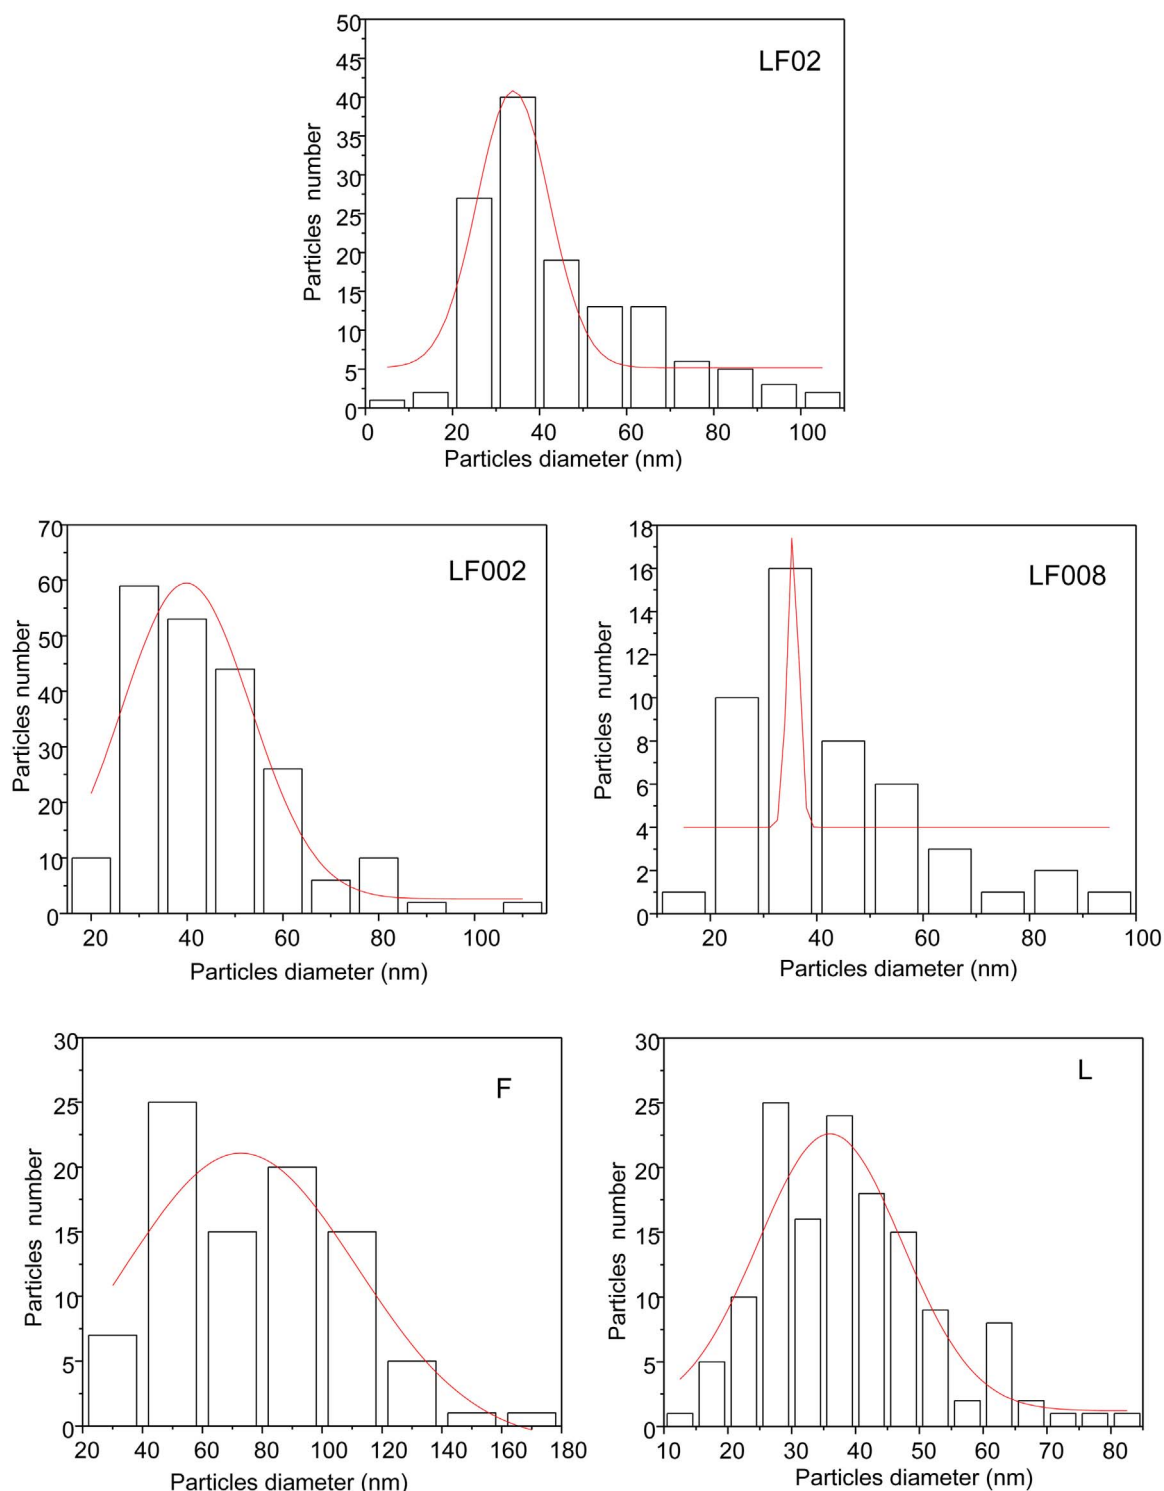 LF02
Particles number
50
45
40
35
30
25
20
15
10
5
0
0 20 40 60 80 100
Particles diameter (nm)
LF002
Particles number
70
60
50
40
30
20
10
0
20 40 60 80 100
Particles diameter (nm)
LF008
Particles number
18
16
14
12
10
8
6
4
2
0
20 40 60 80 100
Particles diameter (nm)
F
Particles number
30
25
20
15
10
5
0
20 40 60 80 100 120 140 160 180
Particles diameter (nm)
L
Particles number
30
25
20
15
10
5
0
10 20 30 40 50 60 70 80
Particles diameter (nm)